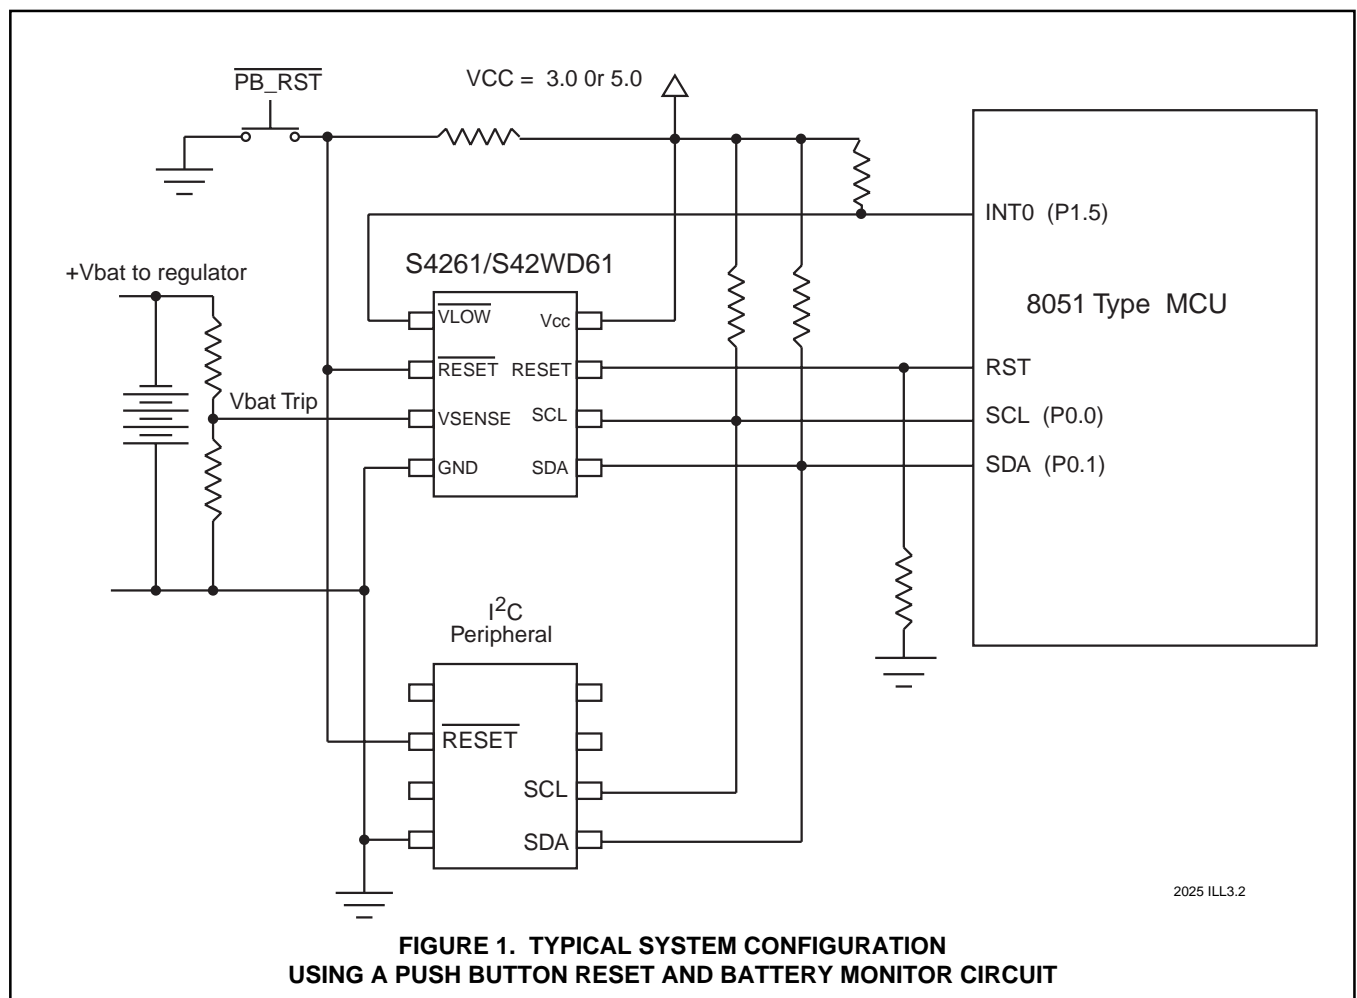 PB_RST
VCC = 3.0 0r 5.0
INT0 (P1.5)
S4261/S42WD61
+Vbat to regulator
8051 Type MCU
VLOW
Vcc
RESET
RESET
RST
Vbat Trip
VSENSE
SCL
SCL (P0.0)
GND
SDA
SDA (P0.1)
I²C
Peripheral
RESET
SCL
SDA
2025 ILL3.2
FIGURE 1. TYPICAL SYSTEM CONFIGURATION
USING A PUSH BUTTON RESET AND BATTERY MONITOR CIRCUIT